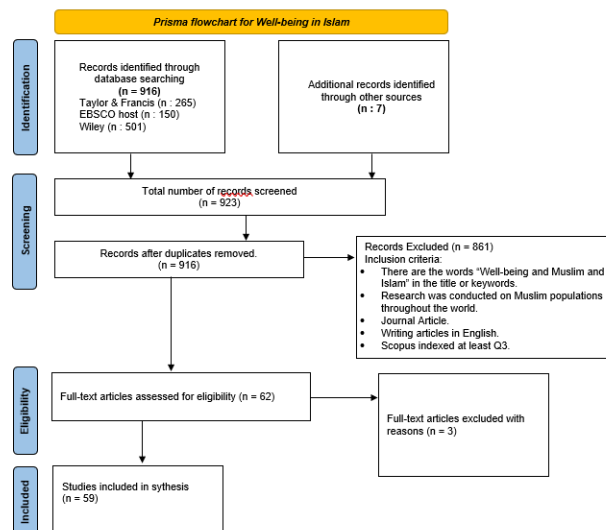 Prisma flowchart for Well-being in Islam
Identification
Records identified through
database searching
(n = 916)
Taylor & Francis (n : 265)
EBSCO host (n : 150)
Wiley (n : 501)
Additional records identified
through other sources
(n : 7)
Screening
Total number of records screened
(n = 923)
Records after duplicates removed.
(n = 916)
Records Excluded (n = 861)
Inclusion criteria:
• There are the words “Well-being and Muslim and
Islam” in the title or keywords.
• Research was conducted on Muslim populations
throughout the world.
• Journal Article.
• Writing articles in English.
• Scopus indexed at least Q3.
Eligibility
Full-text articles assessed for eligibility (n = 62)
Full-text articles excluded with
reasons (n = 3)
Included
Studies included in sythesis
(n = 59)